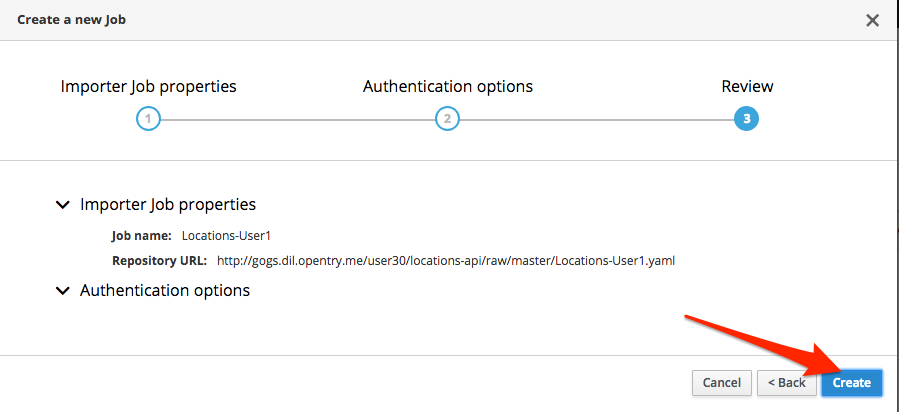 Create a new Job
Importer Job properties
Authentication options
Review
1
2
3
Importer Job properties
Job name: Locations-User1
Repository URL: http://gogs.dil.opentry.me/user30/locations-api/raw/master/Locations-User1.yaml
Authentication options
Cancel
< Back
Create